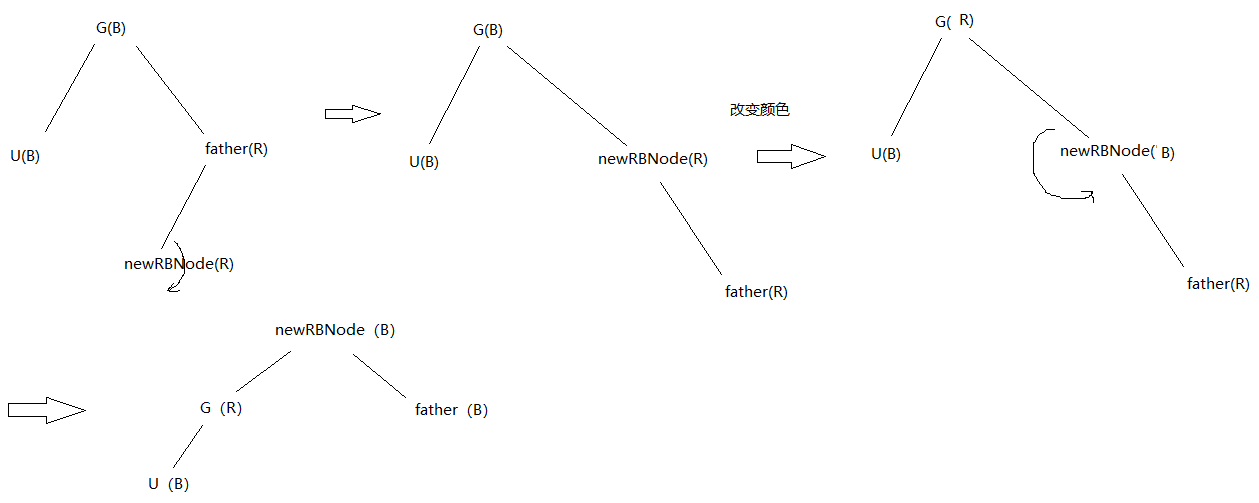 G(B)
U(B)
father(R)
newRBNode(R)
G(B)
U(B)
newRBNode(R)
father(R)
改变颜色
G( R)
U(B)
newRBNode( B)
father(R)
newRBNode（B）
G（R）
father（B）
U（B）